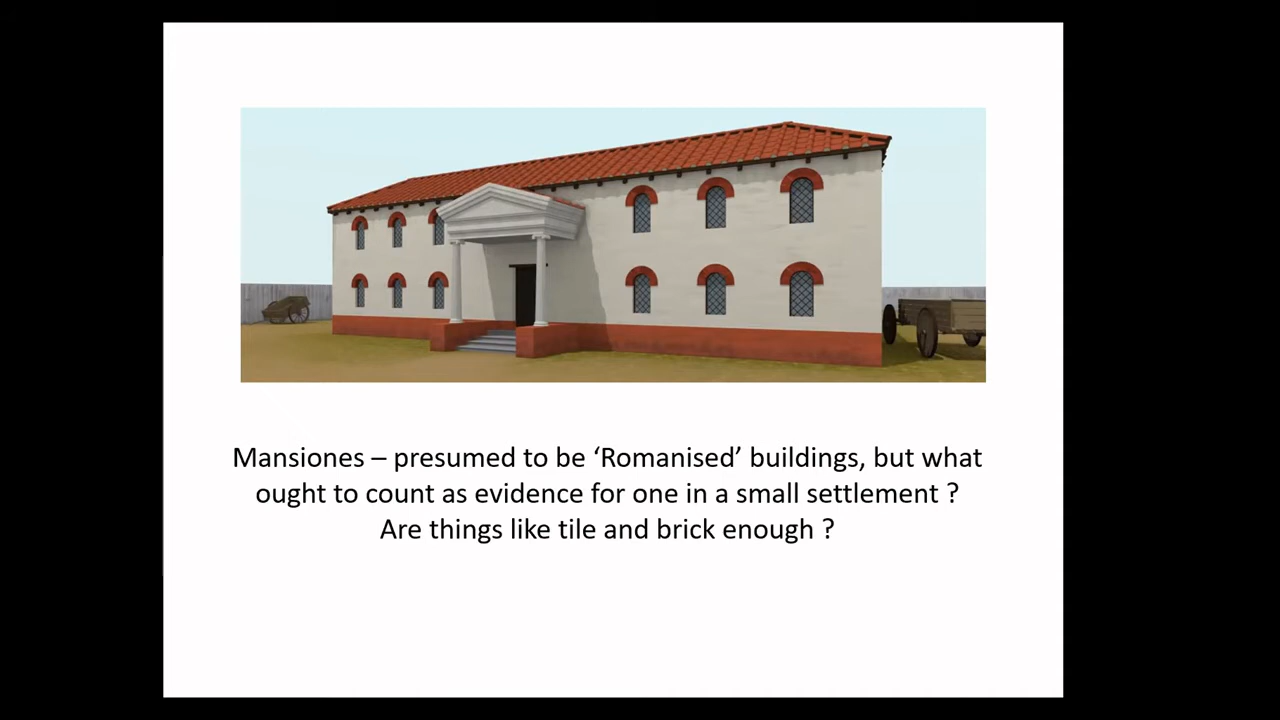 Mansiones – presumed to be ‘Romanised’ buildings, but what
ought to count as evidence for one in a small settlement ?
Are things like tile and brick enough ?